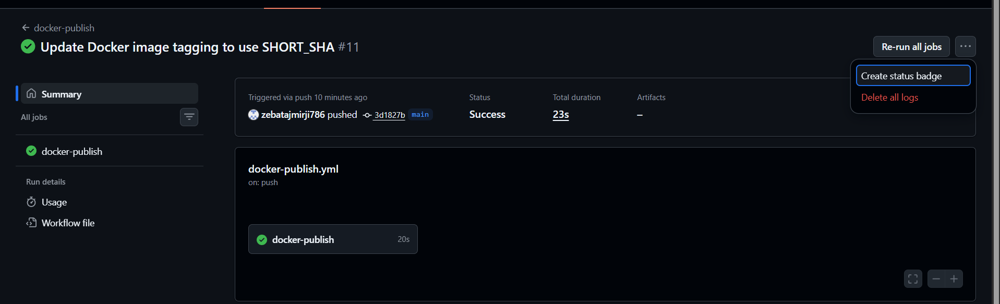 docker-publish
Update Docker image tagging to use SHORT_SHA #11
Re-run all jobs
Create status badge
Delete all logs
Summary
All jobs
docker-publish
Run details
Usage
Workflow file
Triggered via push 10 minutes ago
zebatajmirji786 pushed 3d1827b main
Status
Success
Total duration
23s
Artifacts
–
docker-publish.yml
on: push
docker-publish 20s